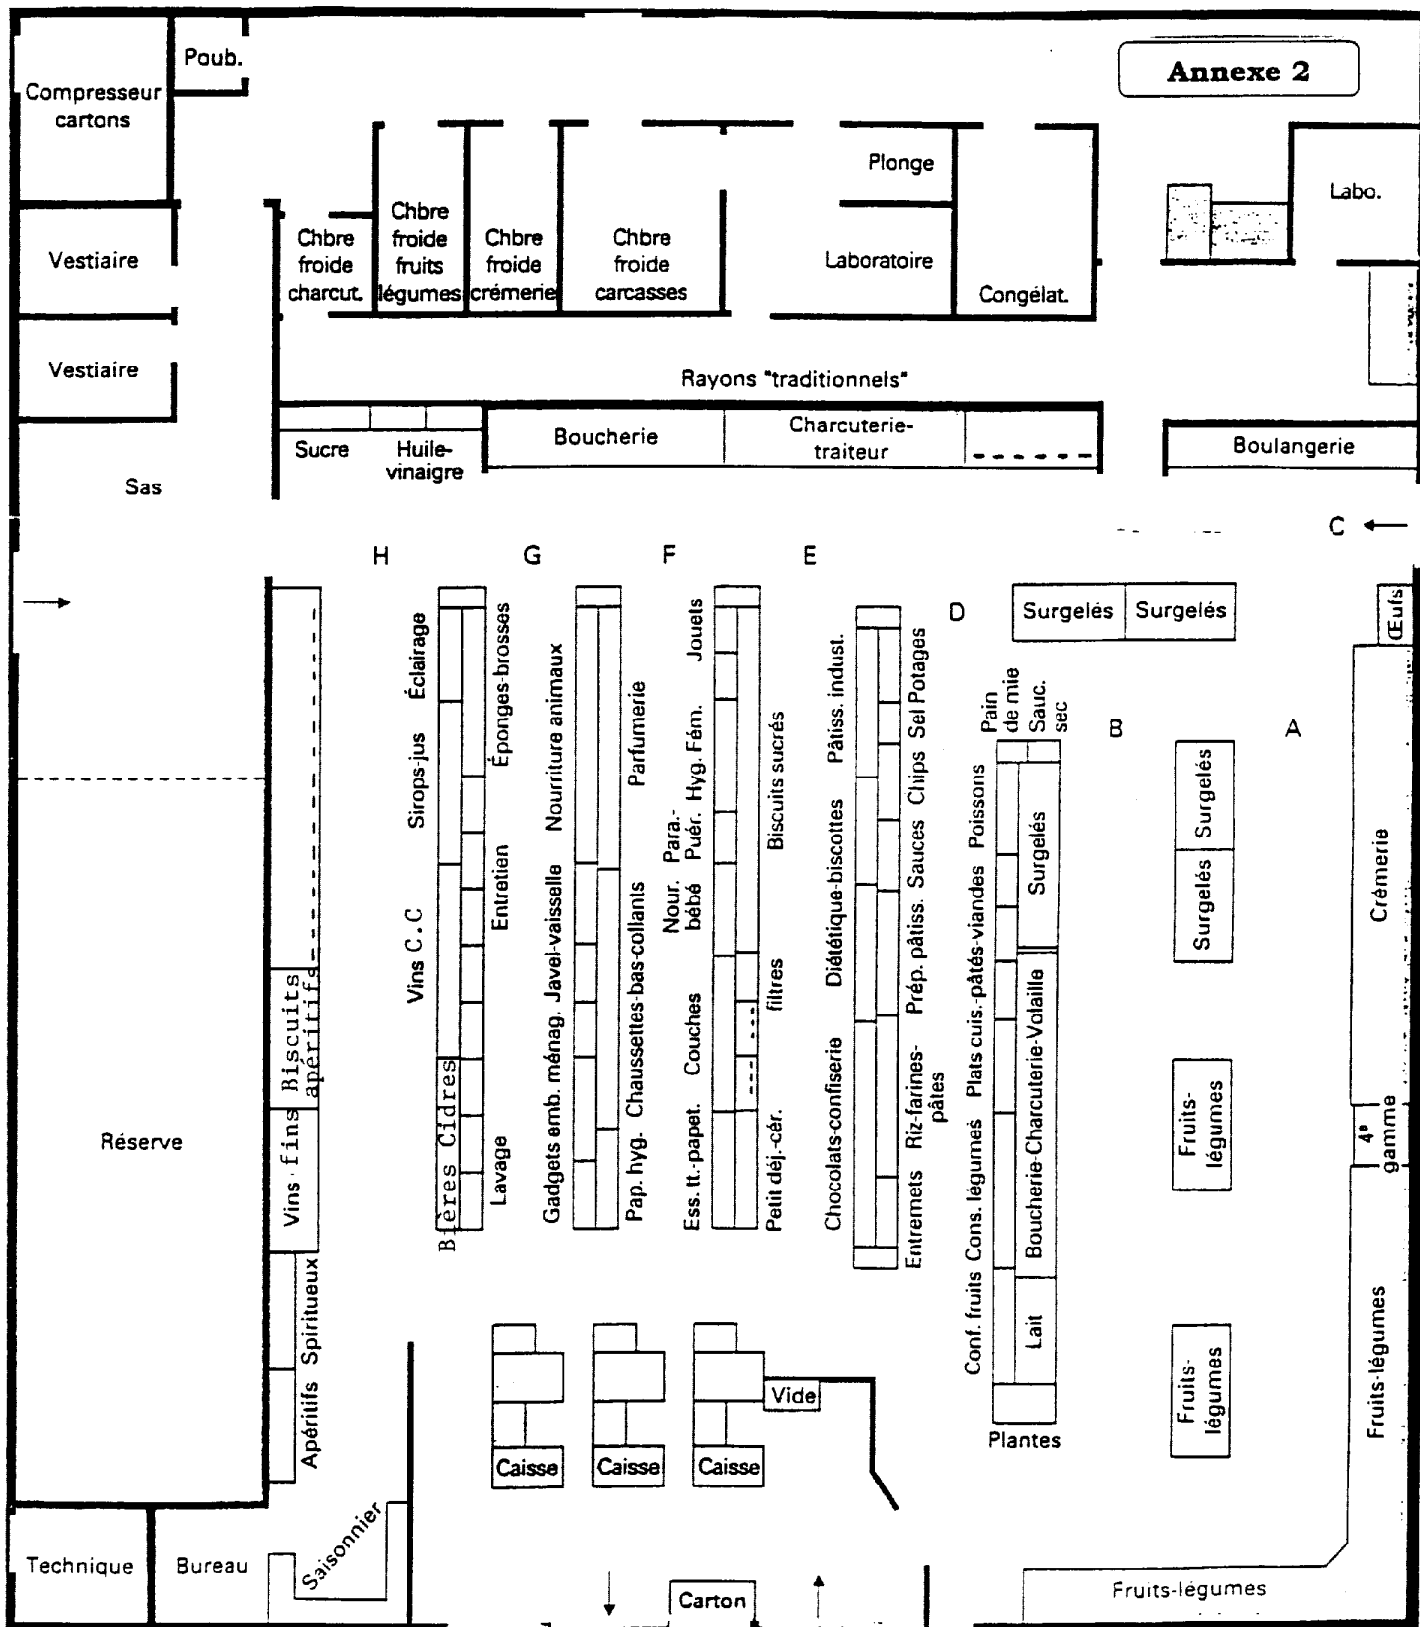 Annexe 2
Poub.
Compresseur
cartons
Plonge
Labo.
Vestiaire
Chbre
froide
charcut.
Chbre
froide
fruits
légumes
Chbre
froide
crémerie
Chbre
froide
carcasses
Laboratoire
Congélat.
Vestiaire
Rayons "traditionnels"
Sucre
Huile-
vinaigre
Boucherie
Charcuterie-
traiteur
Boulangerie
Sas
C
H
G
F
E
D
B
A
Surgelés
Surgelés
Œufs
Éclairage
Sirops-jus
Vins C.C
Bières Cidres
Éponges-brosses
Entretien
Lavage
Nourriture animaux
Javel-vaisselle
Gadgets emb. ménag.
Parfumerie
Chaussettes-bas-collants
Pap. hyg.
Jouets
Hyg. Fém.
Para.-
Puér.
Nour.
bébé
Couches
Ess. tt.-papet.
Biscuits sucrés
filtres
Petit déj.-cér.
Pâtiss. indust.
Diététique-biscottes
Chocolats-confiserie
Potages
Sel
Chips
Sauces
Prép. pâtiss.
Riz-farines-
pâtes
Entremets
Pain
de mie
Sauc.
sec
Poissons
Plats cuis.-pâtés-viandes
Cons. légumes
Conf. fruits
Surgelés
Boucherie-Charcuterie-Volaille
Lait
Plantes
Surgelés
Surgelés
Fruits-
légumes
Fruits-
légumes
Crémerie
4e
gamme
Fruits-légumes
Fruits-légumes
Biscuits
apéritifs
Vins fins
Spiritueux
Apéritifs
Réserve
Vide
Caisse
Caisse
Caisse
Saisonnier
Technique
Bureau
Carton